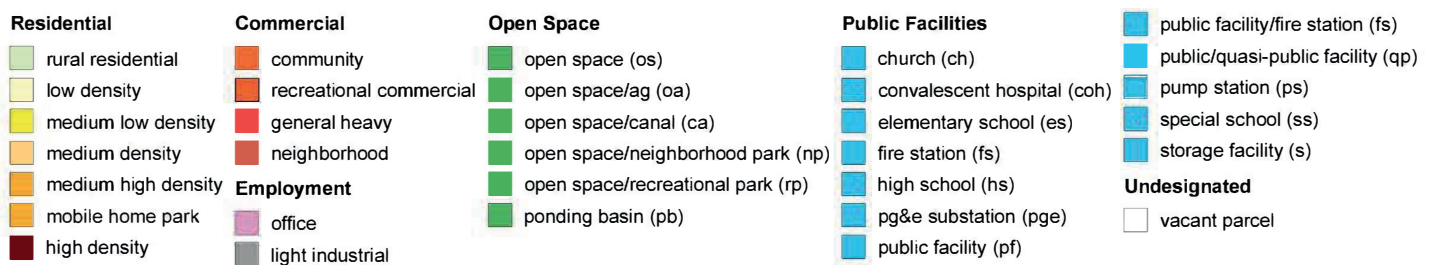 Residential
rural residential
low density
medium low density
medium density
medium high density
mobile home park
high density
Commercial
community
recreational commercial
general heavy
neighborhood
Employment
office
light industrial
Open Space
open space (os)
open space/ag (oa)
open space/canal (ca)
open space/neighborhood park (np)
open space/recreational park (rp)
ponding basin (pb)
Public Facilities
church (ch)
convalescent hospital (coh)
elementary school (es)
fire station (fs)
high school (hs)
pg&e substation (pge)
public facility (pf)
public facility/fire station (fs)
public/quasi-public facility (qp)
pump station (ps)
special school (ss)
storage facility (s)
Undesignated
vacant parcel